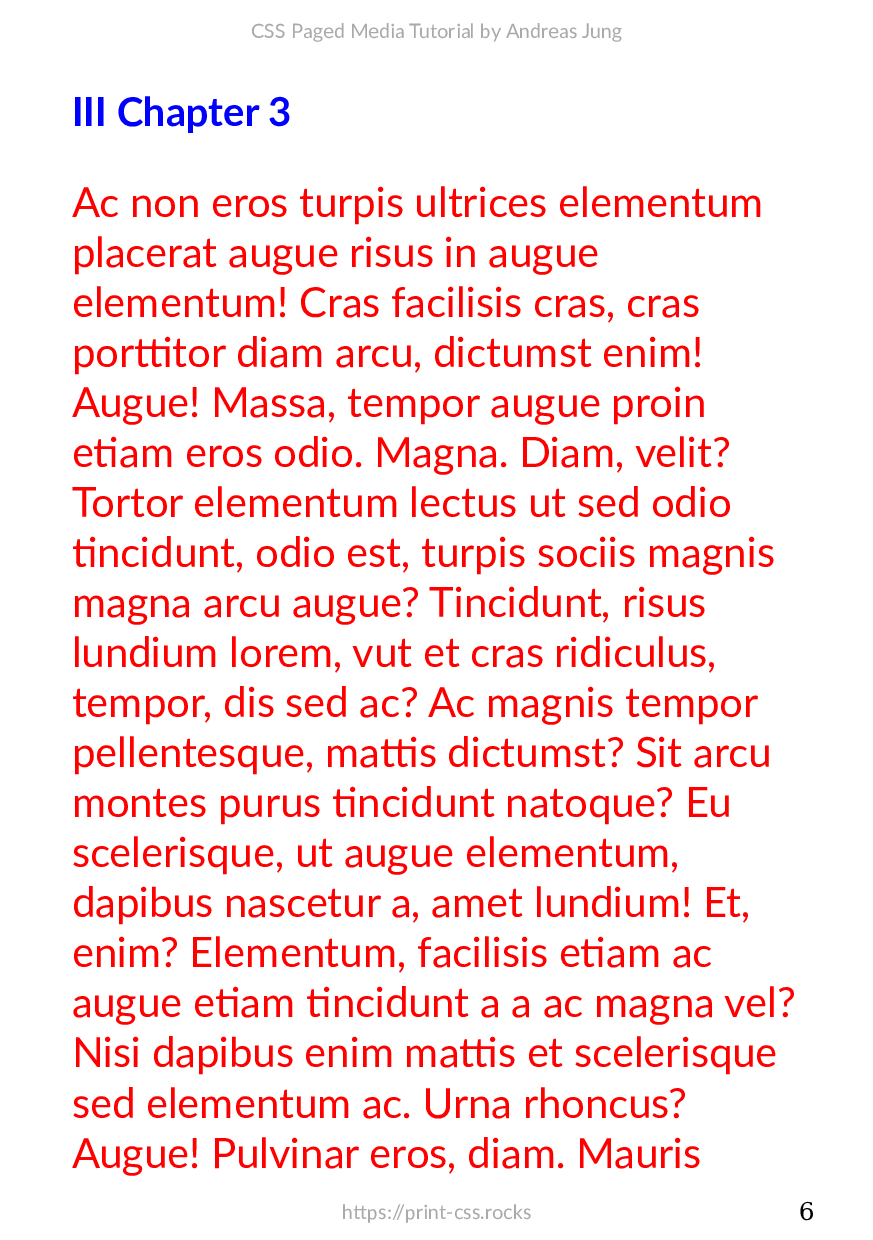 CSS Paged Media Tutorial by Andreas Jung
III Chapter 3
Ac non eros turpis ultrices elementum
placerat augue risus in augue
elementum! Cras facilisis cras, cras
porttitor diam arcu, dictumst enim!
Augue! Massa, tempor augue proin
etiam eros odio. Magna. Diam, velit?
Tortor elementum lectus ut sed odio
tincidunt, odio est, turpis sociis magnis
magna arcu augue? Tincidunt, risus
lundium lorem, vut et cras ridiculus,
tempor, dis sed ac? Ac magnis tempor
pellentesque, mattis dictumst? Sit arcu
montes purus tincidunt natoque? Eu
scelerisque, ut augue elementum,
dapibus nascetur a, amet lundium! Et,
enim? Elementum, facilisis etiam ac
augue etiam tincidunt a a ac magna vel?
Nisi dapibus enim mattis et scelerisque
sed elementum ac. Urna rhoncus?
Augue! Pulvinar eros, diam. Mauris
https://print-css.rocks 6